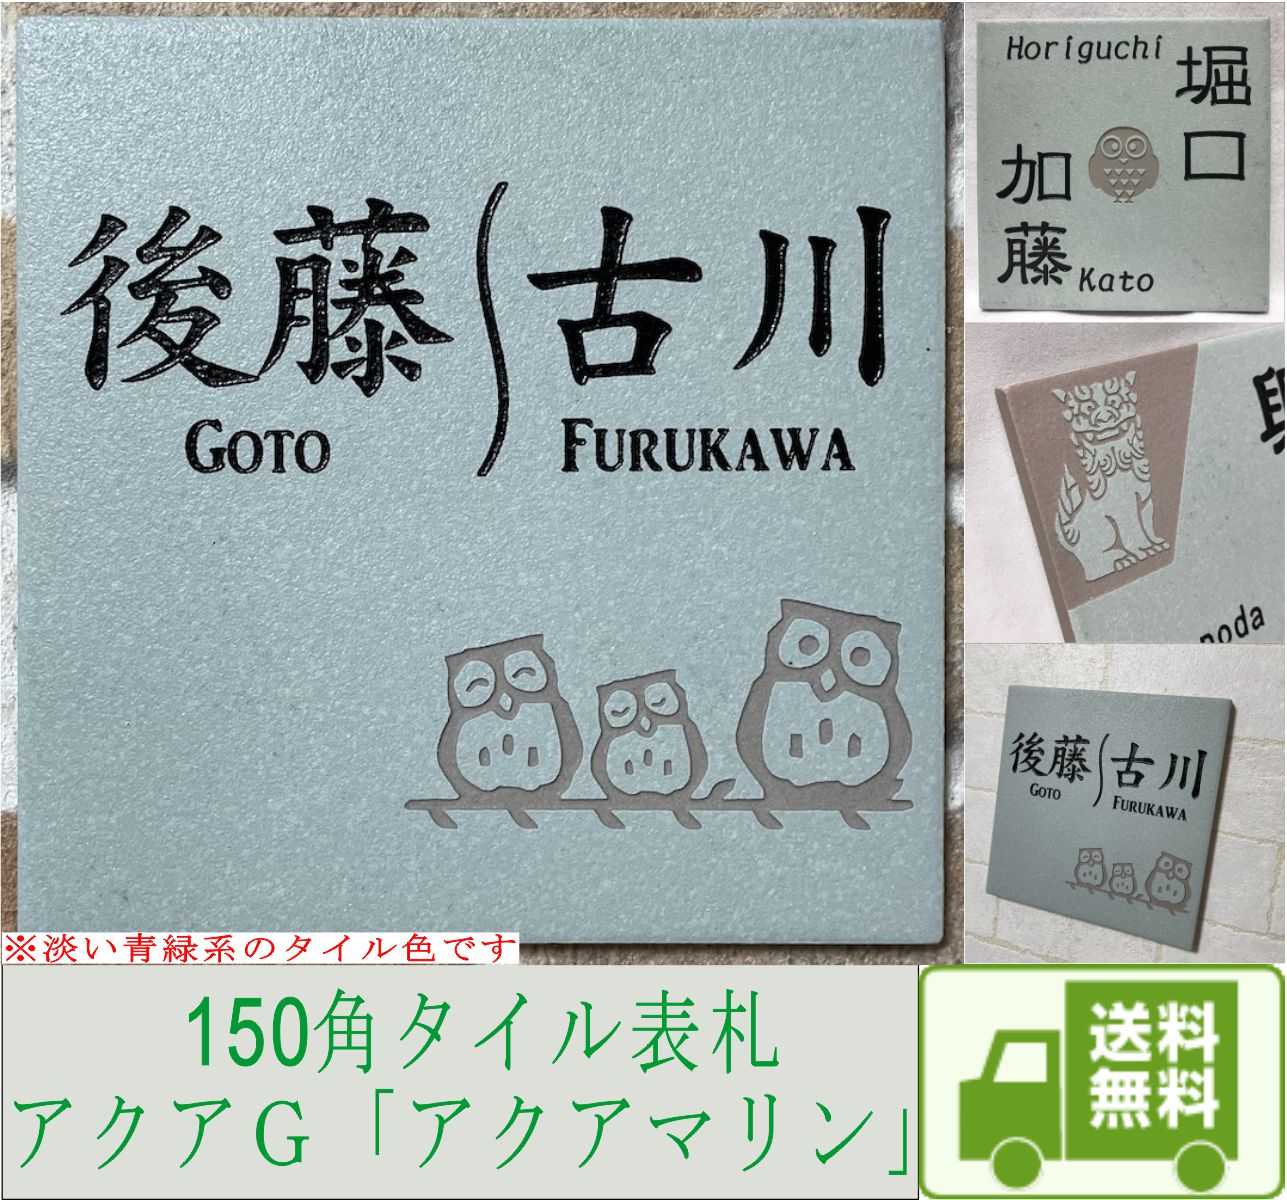 後藤 古川
GOTO FURUKAWA
Horiguchi
堀口
加藤
Kato
noda
後藤 古川
GOTO FURUKAWA
※淡い青緑系のタイル色です
150角タイル表札
アクアG「アクアマリン」
送料
無料